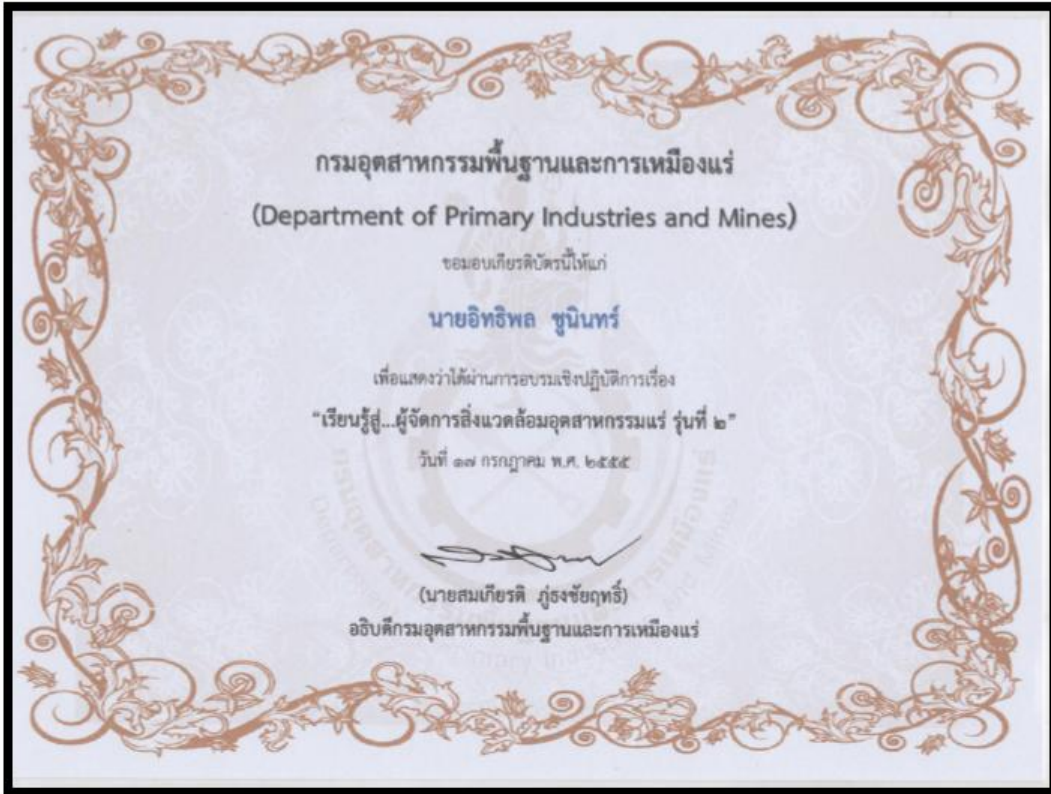 กรมอุตสาหกรรมพื้นฐานและการเหมืองแร่
(Department of Primary Industries and Mines)
ขอมอบเกียรติบัตรนี้ให้แก่
นายอิทธิพล ชูนินทร์
เพื่อแสดงว่าได้ผ่านการอบรมเชิงปฏิบัติการเรื่อง
"เรียนรู้สู่...ผู้จัดการสิ่งแวดล้อมอุตสาหกรรมแร่ รุ่นที่ ๒"
วันที่ ๑๗ กรกฎาคม พ.ศ. ๒๕๕๕
(นายสมเกียรติ ภู่ธงชัยฤทธิ์)
อธิบดีกรมอุตสาหกรรมพื้นฐานและการเหมืองแร่